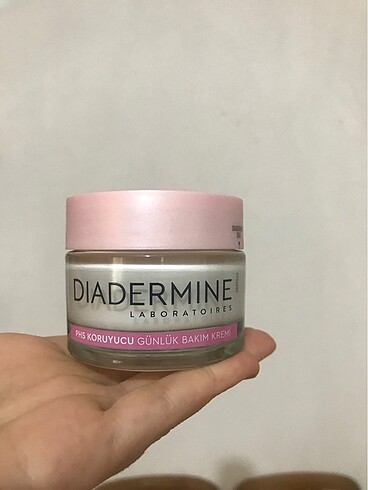 DIADERMINE
LABORATOIRES
PH5 KORUYUCU GÜNLÜK BAKIM KREMİ